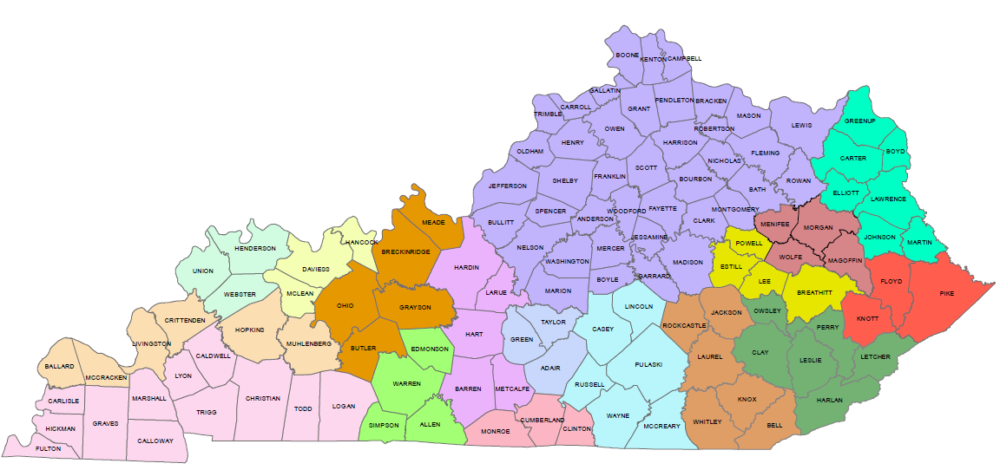 BOONE
KENTON
CAMPBELL
GALLATIN
CARROLL
TRIMBLE
GRANT
PENDLETON
BRACKEN
MASON
LEWIS
GREENUP
OWEN
ROBERTSON
HENRY
OLDHAM
HARRISON
FLEMING
NICHOLAS
CARTER
BOYD
SCOTT
FRANKLIN
SHELBY
JEFFERSON
BOURBON
ROWAN
BATH
ELLIOTT
LAWRENCE
SPENCER
ANDERSON
WOODFORD
FAYETTE
MONTGOMERY
CLARK
BULLITT
MEADE
MENIFEE
MORGAN
JOHNSON
MARTIN
JESSAMINE
POWELL
HANCOCK
HENDERSON
BRECKINRIDGE
NELSON
MERCER
WASHINGTON
MADISON
WOLFE
MAGOFFIN
ESTILL
HARDIN
DAVIESS
UNION
GARRARD
BOYLE
LEE
FLOYD
MARION
LARUE
BREATHITT
PIKE
WEBSTER
MCLEAN
OHIO
GRAYSON
LINCOLN
JACKSON
OWSLEY
KNOTT
CRITTENDEN
TAYLOR
ROCKCASTLE
PERRY
HOPKINS
HART
CASEY
GREEN
LIVINGSTON
MUHLENBERG
BUTLER
EDMONSON
CLAY
LAUREL
LESLIE
LETCHER
CALDWELL
BALLARD
MCCRACKEN
LYON
ADAIR
PULASKI
WARREN
RUSSELL
BARREN
METCALFE
KNOX
HARLAN
CARLISLE
MARSHALL
CHRISTIAN
TODD
LOGAN
TRIGG
WAYNE
CUMBERLAND
CLINTON
MONROE
MCCREARY
WHITLEY
BELL
SIMPSON
ALLEN
HICKMAN
GRAVES
CALLOWAY
FULTON